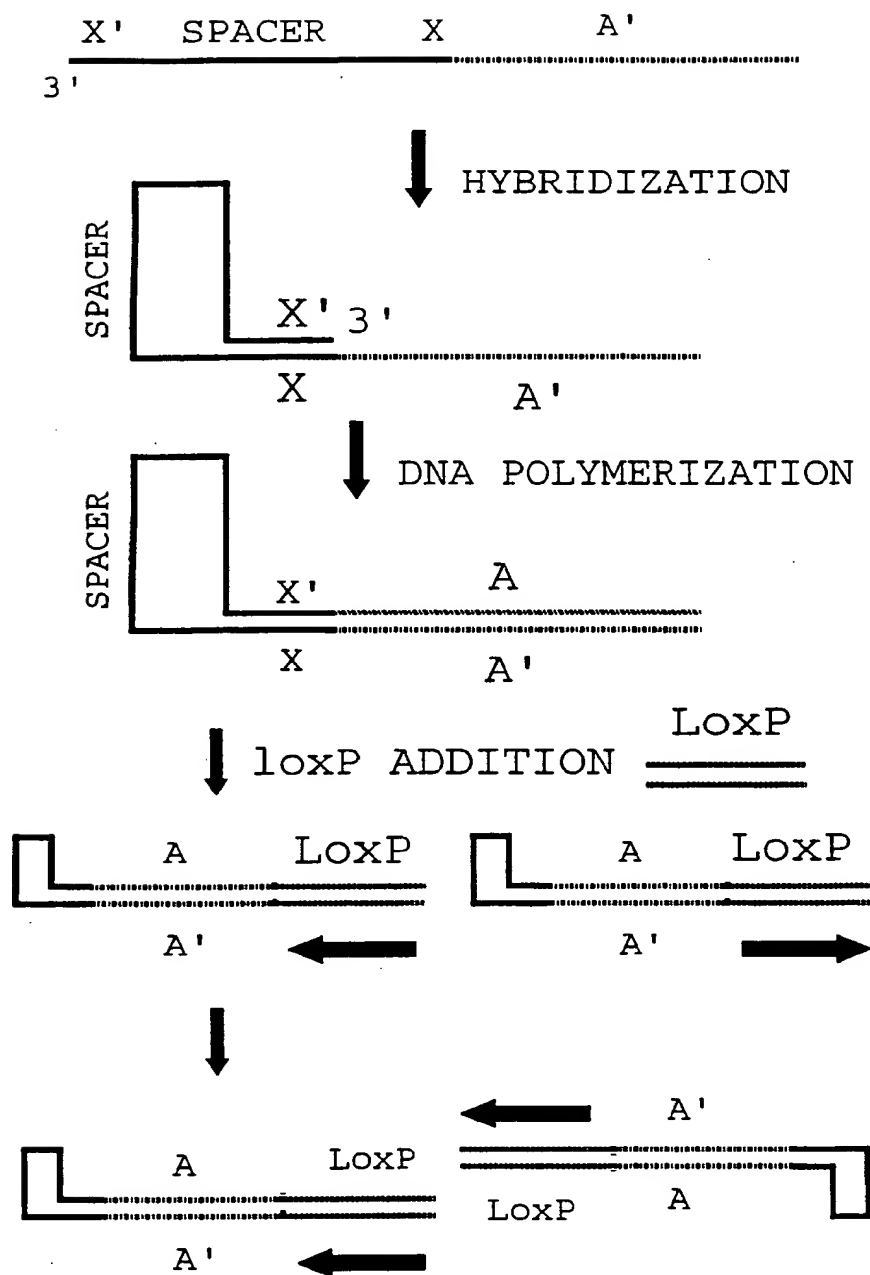 X' SPACER X A'
3'
HYBRIDIZATION
SPACER
X' 3'
X A'
DNA POLYMERIZATION
SPACER
X' A
X A'
LoxP
loxP ADDITION
A LoxP A LoxP
A' A'
A'
A LoxP
LoxP A
A'